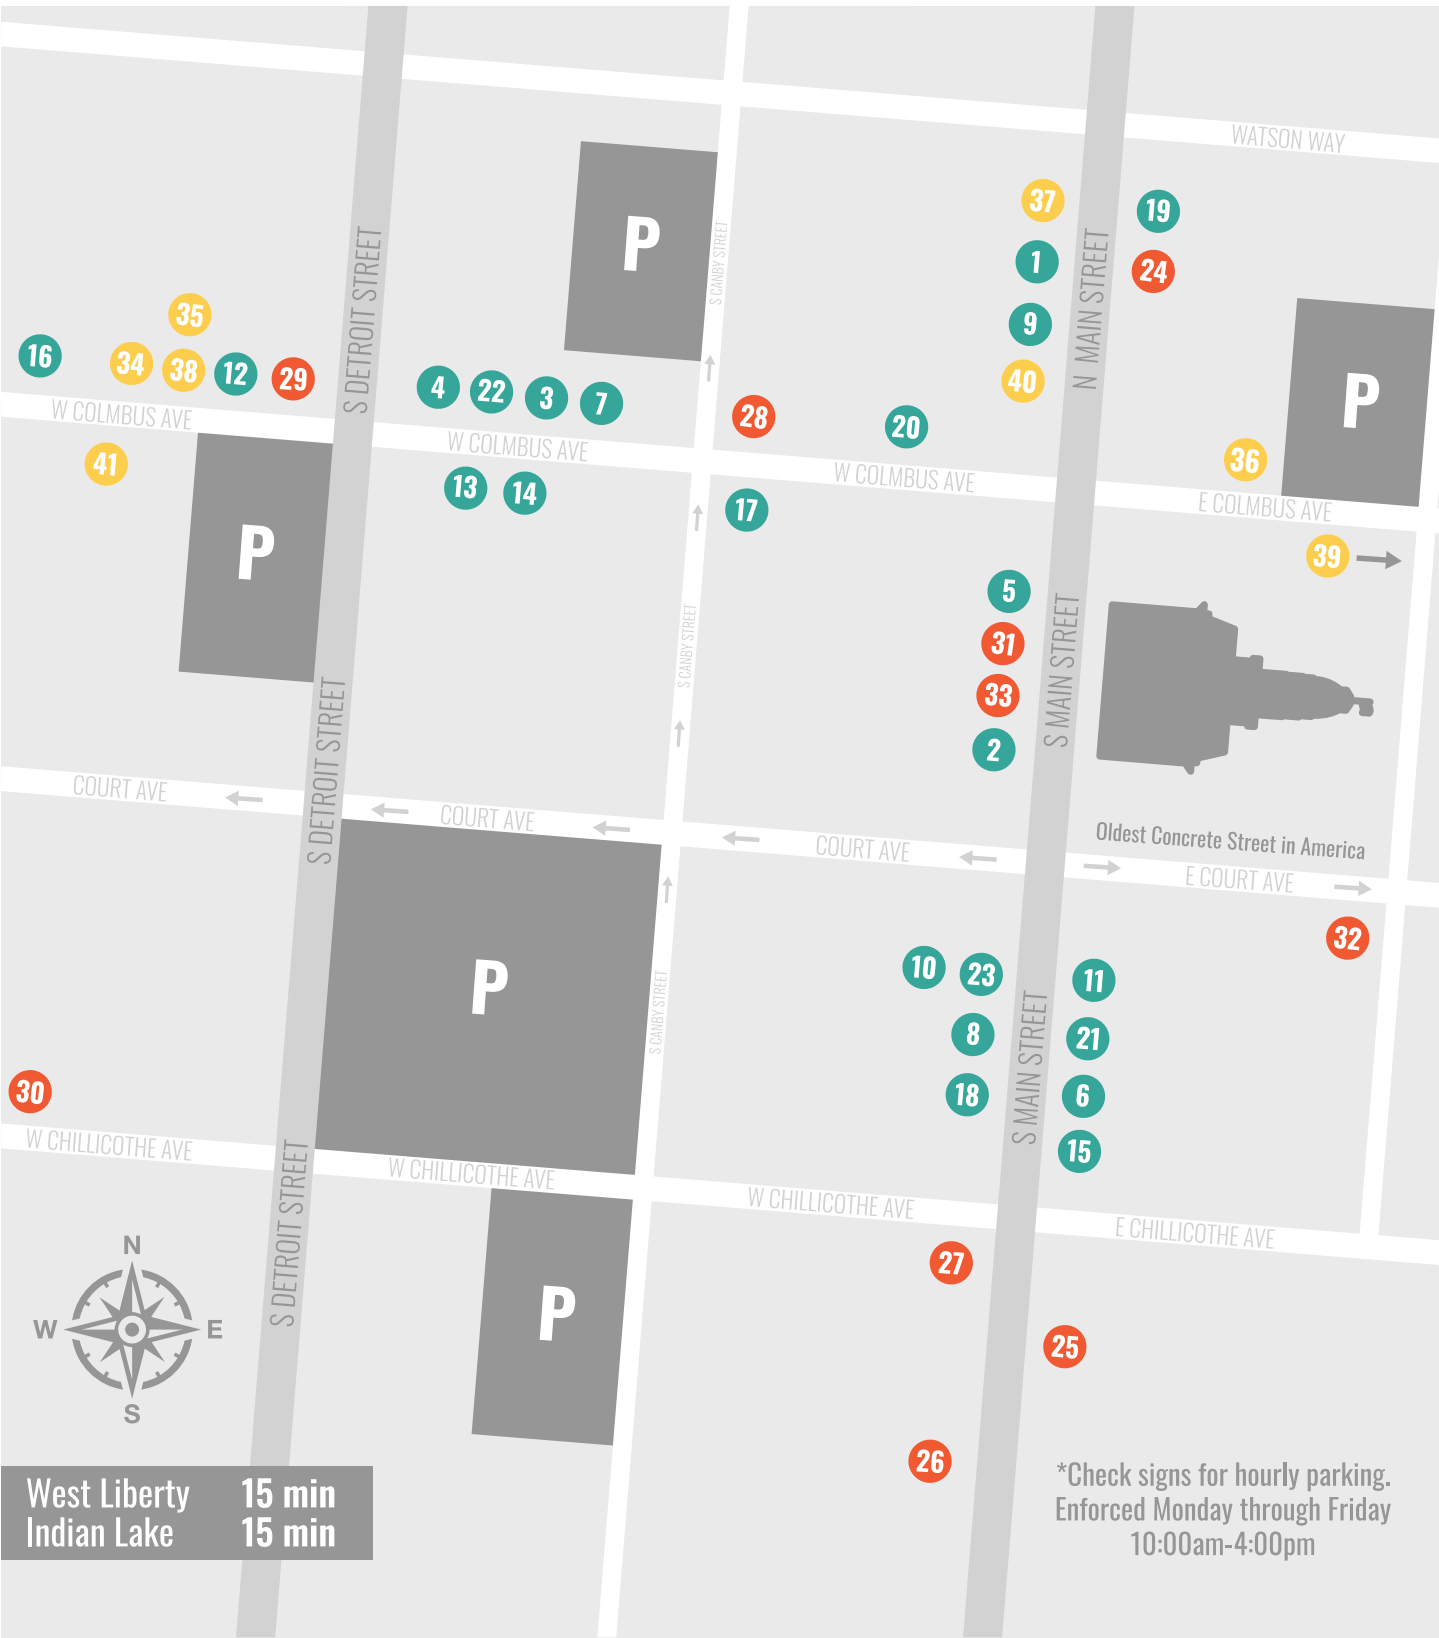 WATSON WAY
37
19
P
S CANBY STREET
S DETROIT STREET
N MAIN STREET
1
24
35
9
16
34
38
12
29
4
22
3
7
40
P
W COLMBUS AVE
28
20
W COLMBUS AVE
36
41
W COLMBUS AVE
13
14
17
E COLMBUS AVE
P
39
5
S CANBY STREET
31
S MAIN STREET
33
2
S DETROIT STREET
COURT AVE
COURT AVE
COURT AVE
Oldest Concrete Street in America
E COURT AVE
32
P
10
23
11
S CANBY STREET
8
21
S MAIN STREET
30
18
6
W CHILLICOTHE AVE
15
W CHILLICOTHE AVE
W CHILLICOTHE AVE
E CHILLICOTHE AVE
S DETROIT STREET
N
W
E
S
P
27
25
26
West Liberty 15 min
Indian Lake 15 min
*Check signs for hourly parking.
Enforced Monday through Friday
10:00am-4:00pm